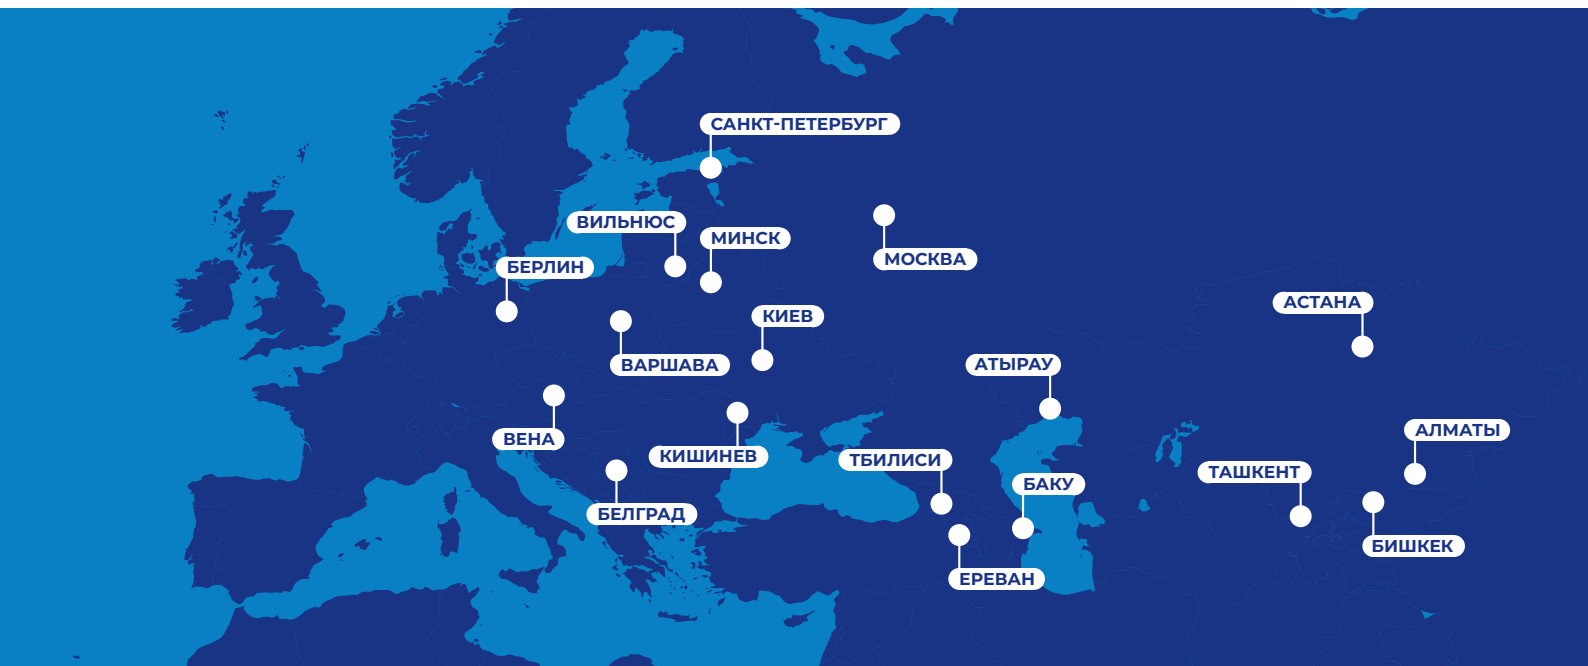 САНКТ-ПЕТЕРБУРГ
ВИЛЬНЮС
МИНСК
МОСКВА
БЕРЛИН
АСТАНА
КИЕВ
ВАРШАВА
АТЫРАУ
АЛМАТЫ
ВЕНА
КИШИНЕВ
ТБИЛИСИ
ТАШКЕНТ
БАКУ
БЕЛГРАД
БИШКЕК
ЕРЕВАН